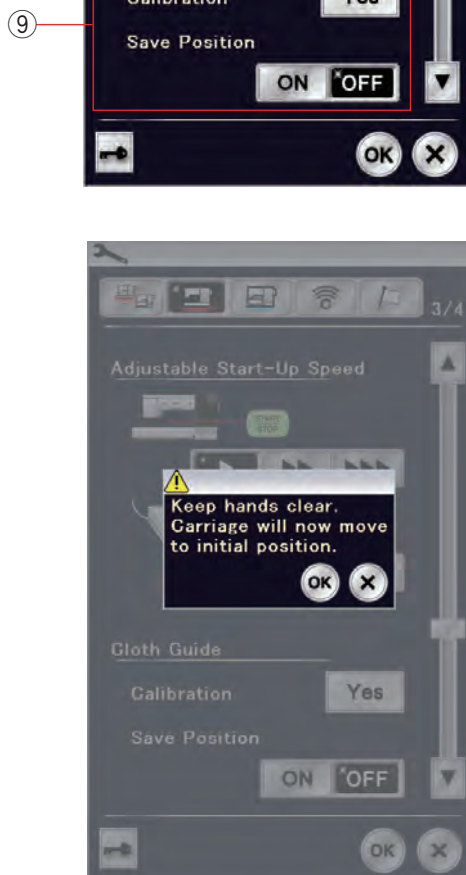 Calibration Yes
⑨
Save Position
ON OFF
OK
3/4
Adjustable Start-Up Speed
START
STOP
Keep hands clear.
Carriage will now move
to initial position.
OK
Cloth Guide
Calibration Yes
Save Position
ON OFF
OK